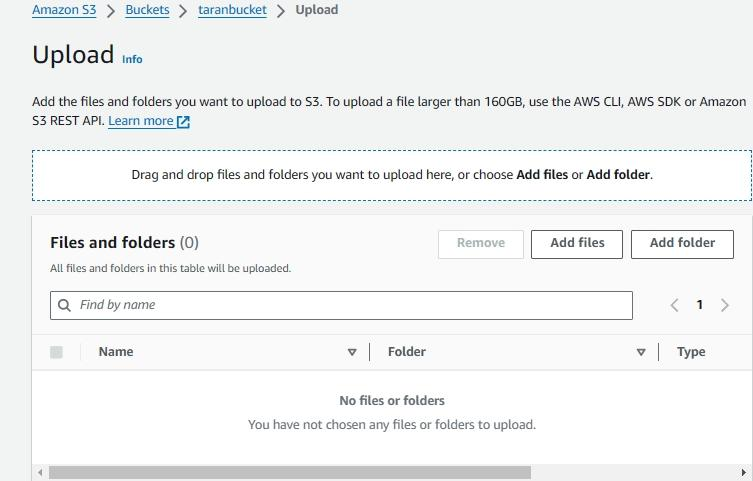 Amazon S3 > Buckets > taranbucket > Upload
Upload Info
Add the files and folders you want to upload to S3. To upload a file larger than 160GB, use the AWS CLI, AWS SDK or Amazon
S3 REST API. Learn more
Drag and drop files and folders you want to upload here, or choose Add files or Add folder.
Files and folders (0) Remove Add files Add folder
All files and folders in this table will be uploaded.
Find by name < 1 >
Name Folder Type
No files or folders
You have not chosen any files or folders to upload.